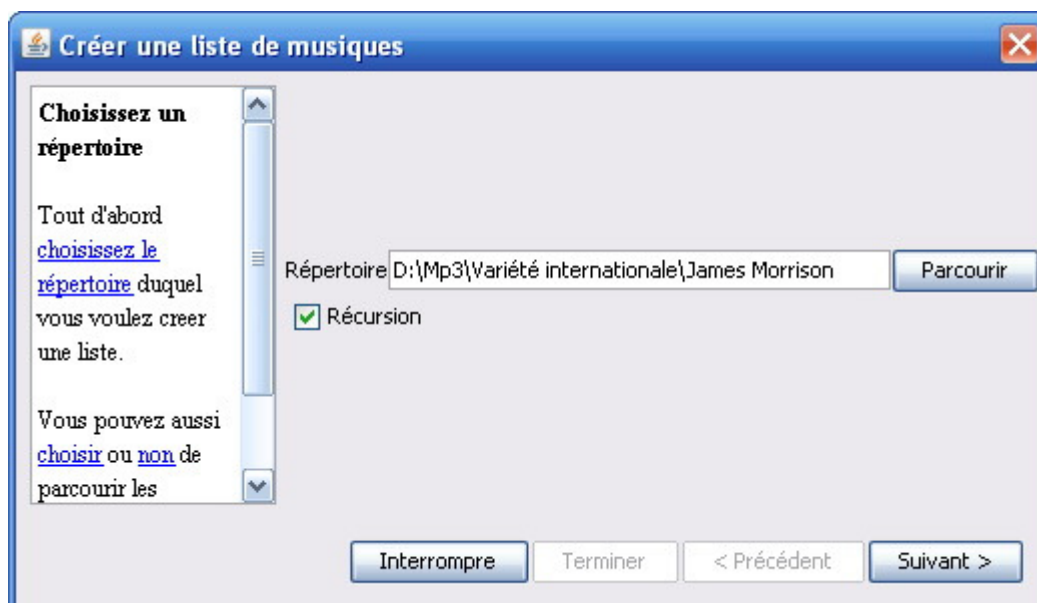 Créer une liste de musiques
Choisissez un
répertoire
Tout d'abord
choisissez le
répertoire duquel
vous voulez creer
une liste.
Vous pouvez aussi
choisir ou non de
parcourir les
Répertoire D:\Mp3\Variété internationale\James Morrison Parcourir
Récursion
Interrompre Terminer < Précédent Suivant >